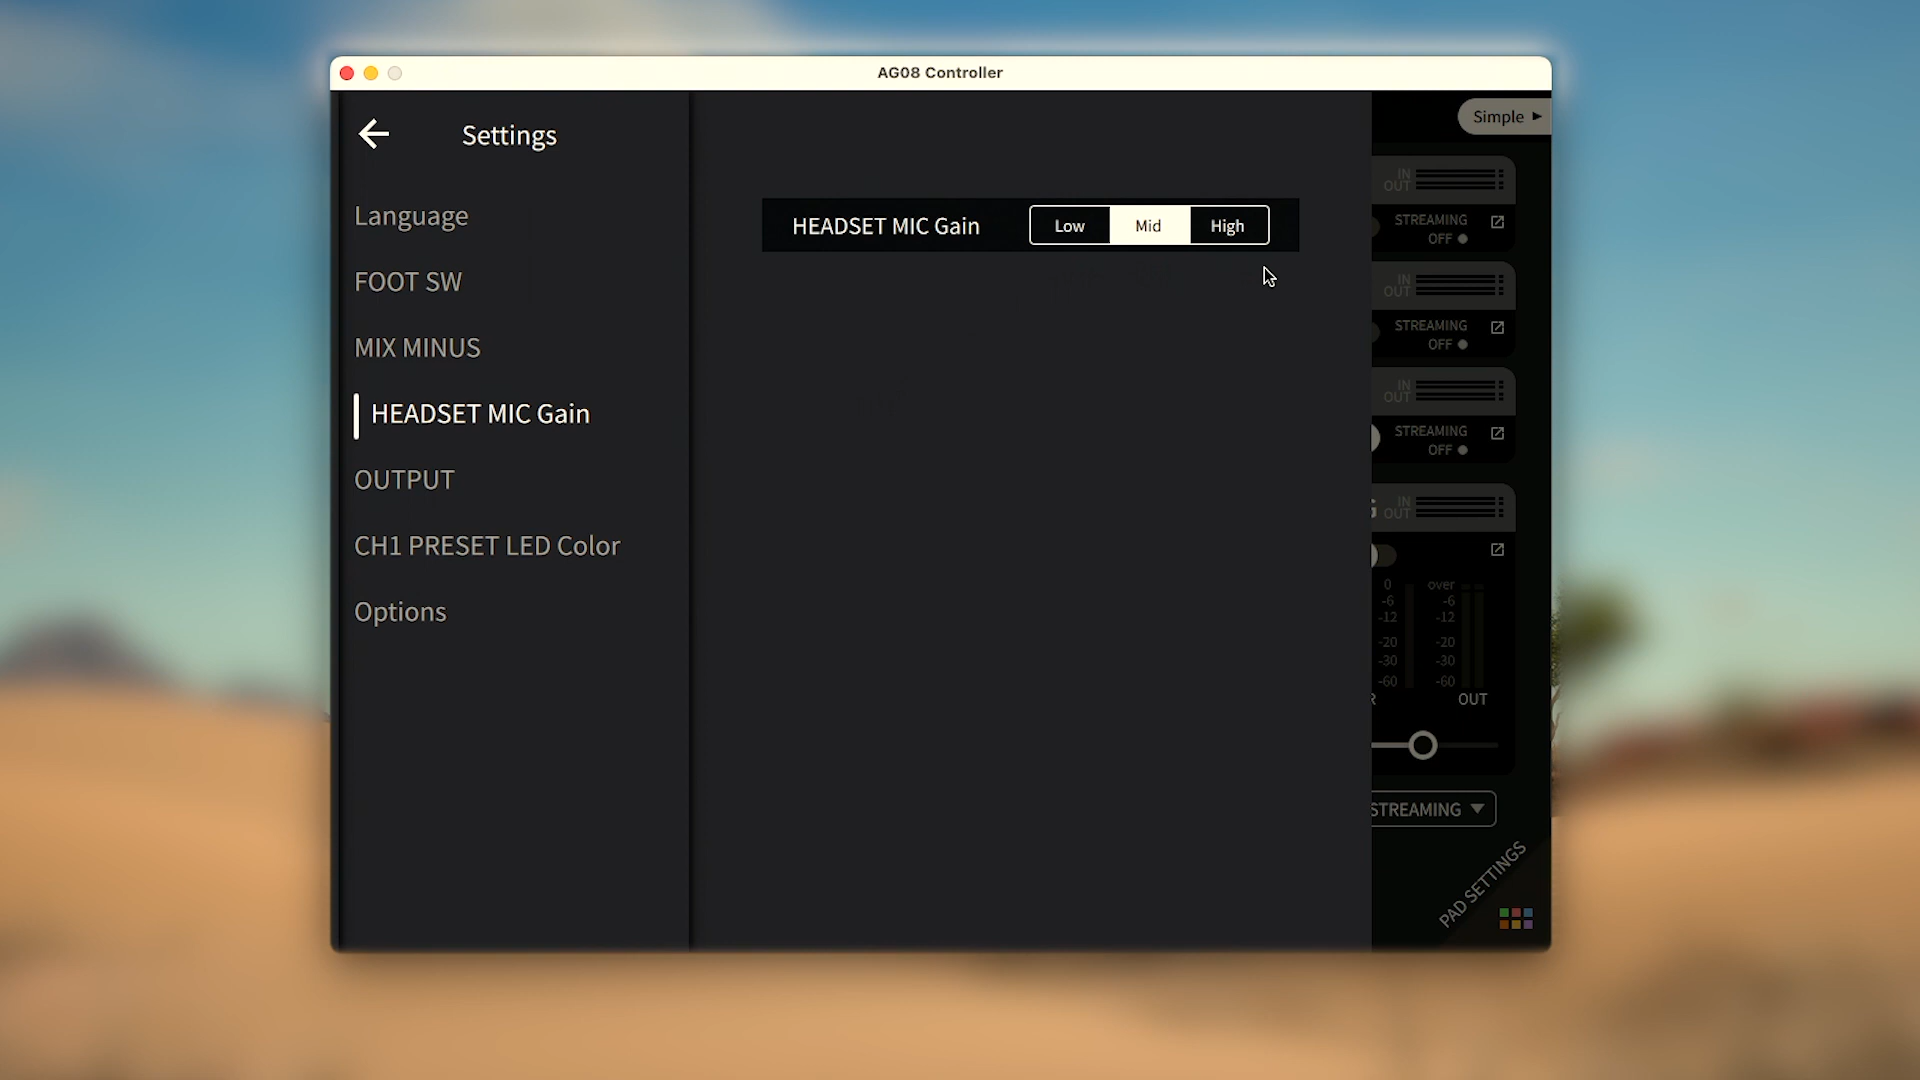 AG08 Controller
Settings
Language
FOOT SW
MIX MINUS
HEADSET MIC Gain
OUTPUT
CH1 PRESET LED Color
Options
HEADSET MIC Gain
Low
Mid
High
Simple
IN
OUT
STREAMING
OFF
IN
OUT
STREAMING
OFF
IN
OUT
STREAMING
OFF
IN
OUT
0 over
-6 -6
-12 -12
-20 -20
-30 -30
-60 -60
OUT
STREAMING
PAD SETTINGS